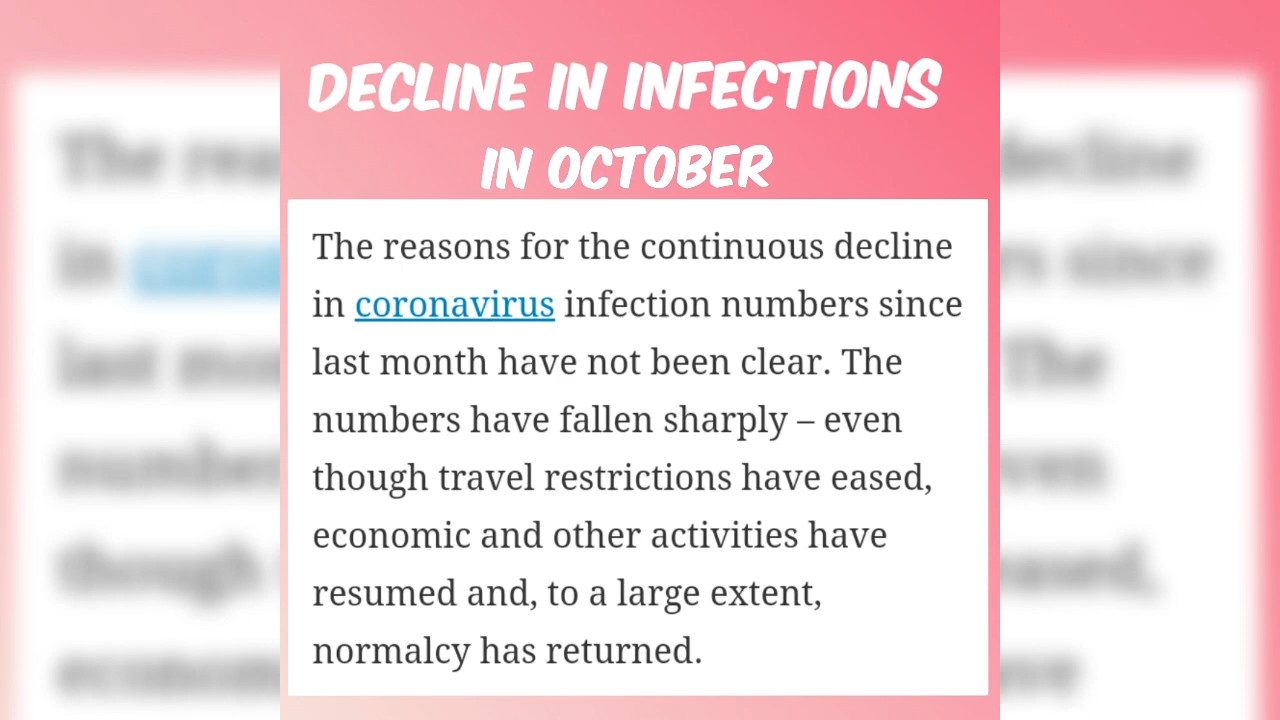 DECLINE IN INFECTIONS
IN OCTOBER
The reasons for the continuous decline
in coronavirus infection numbers since
last month have not been clear. The
numbers have fallen sharply – even
though travel restrictions have eased,
economic and other activities have
resumed and, to a large extent,
normalcy has returned.